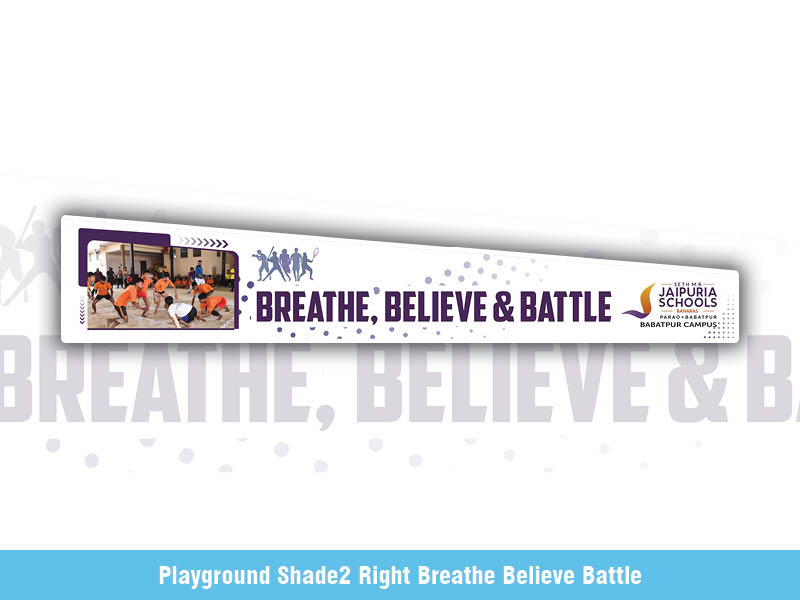 BREATHE, BELIEVE & BATTLE
SETH M.R.
JAIPURIA
SCHOOLS
BANARAS
PARAO • BABATPUR
BABATPUR CAMPUS
BREATHE, BELIEVE & BA
Playground Shade2 Right Breathe Believe Battle